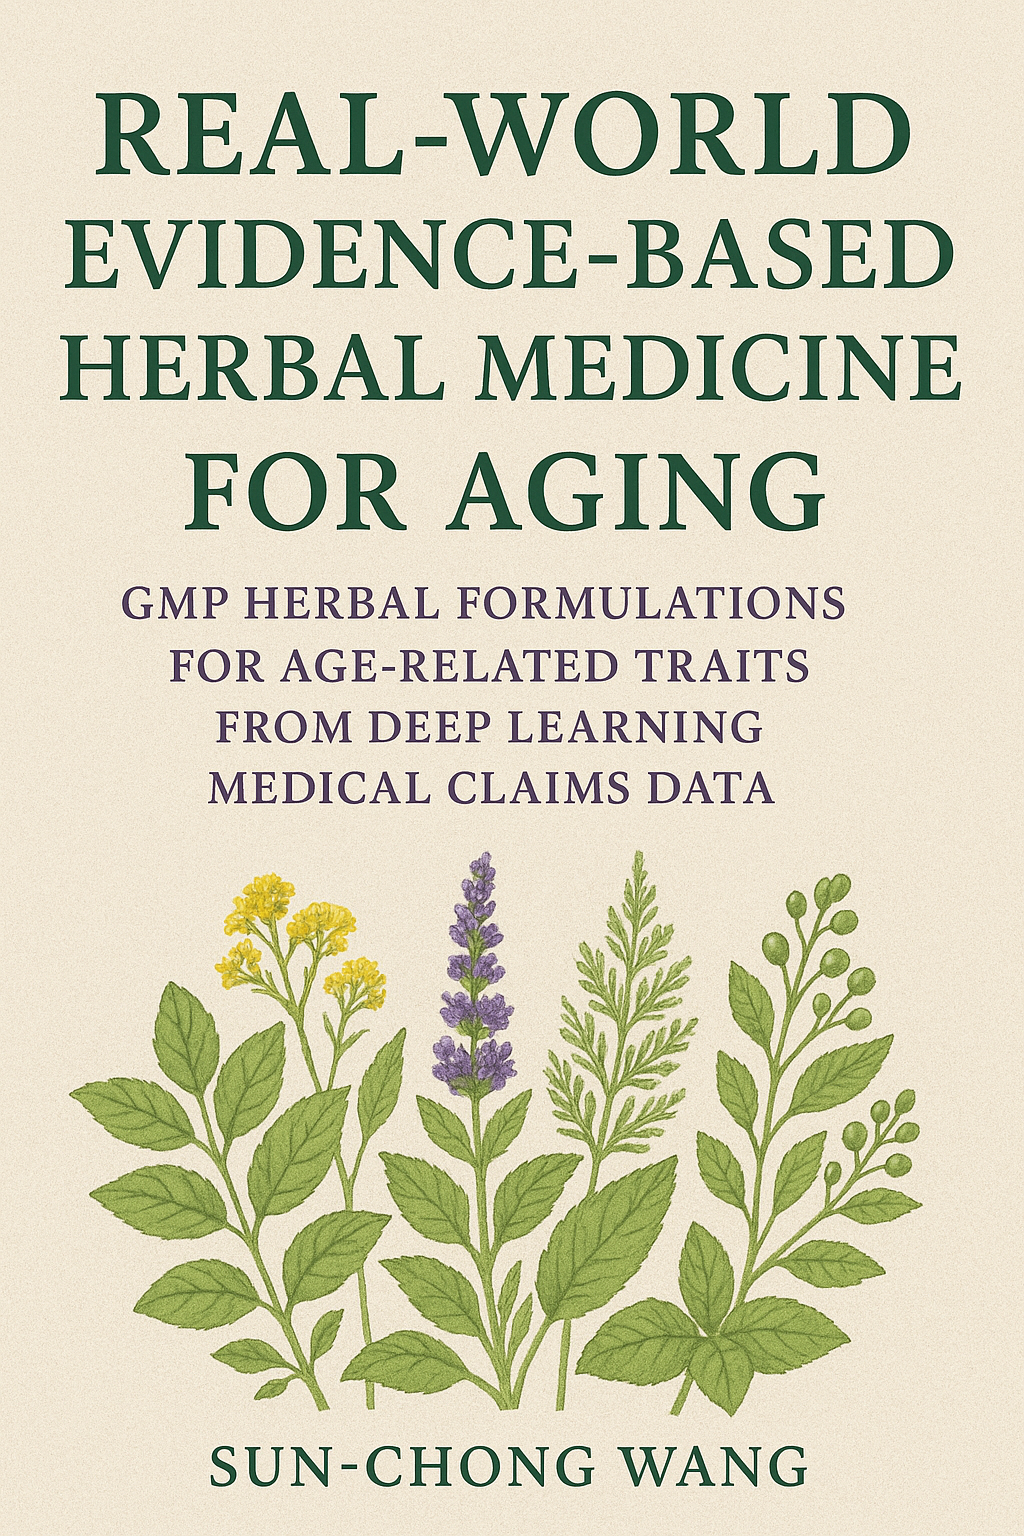 REAL-WORLD
EVIDENCE-BASED
HERBAL MEDICINE
FOR AGING
GMP HERBAL FORMULATIONS
FOR AGE-RELATED TRAITS
FROM DEEP LEARNING
MEDICAL CLAIMS DATA
SUN-CHONG WANG